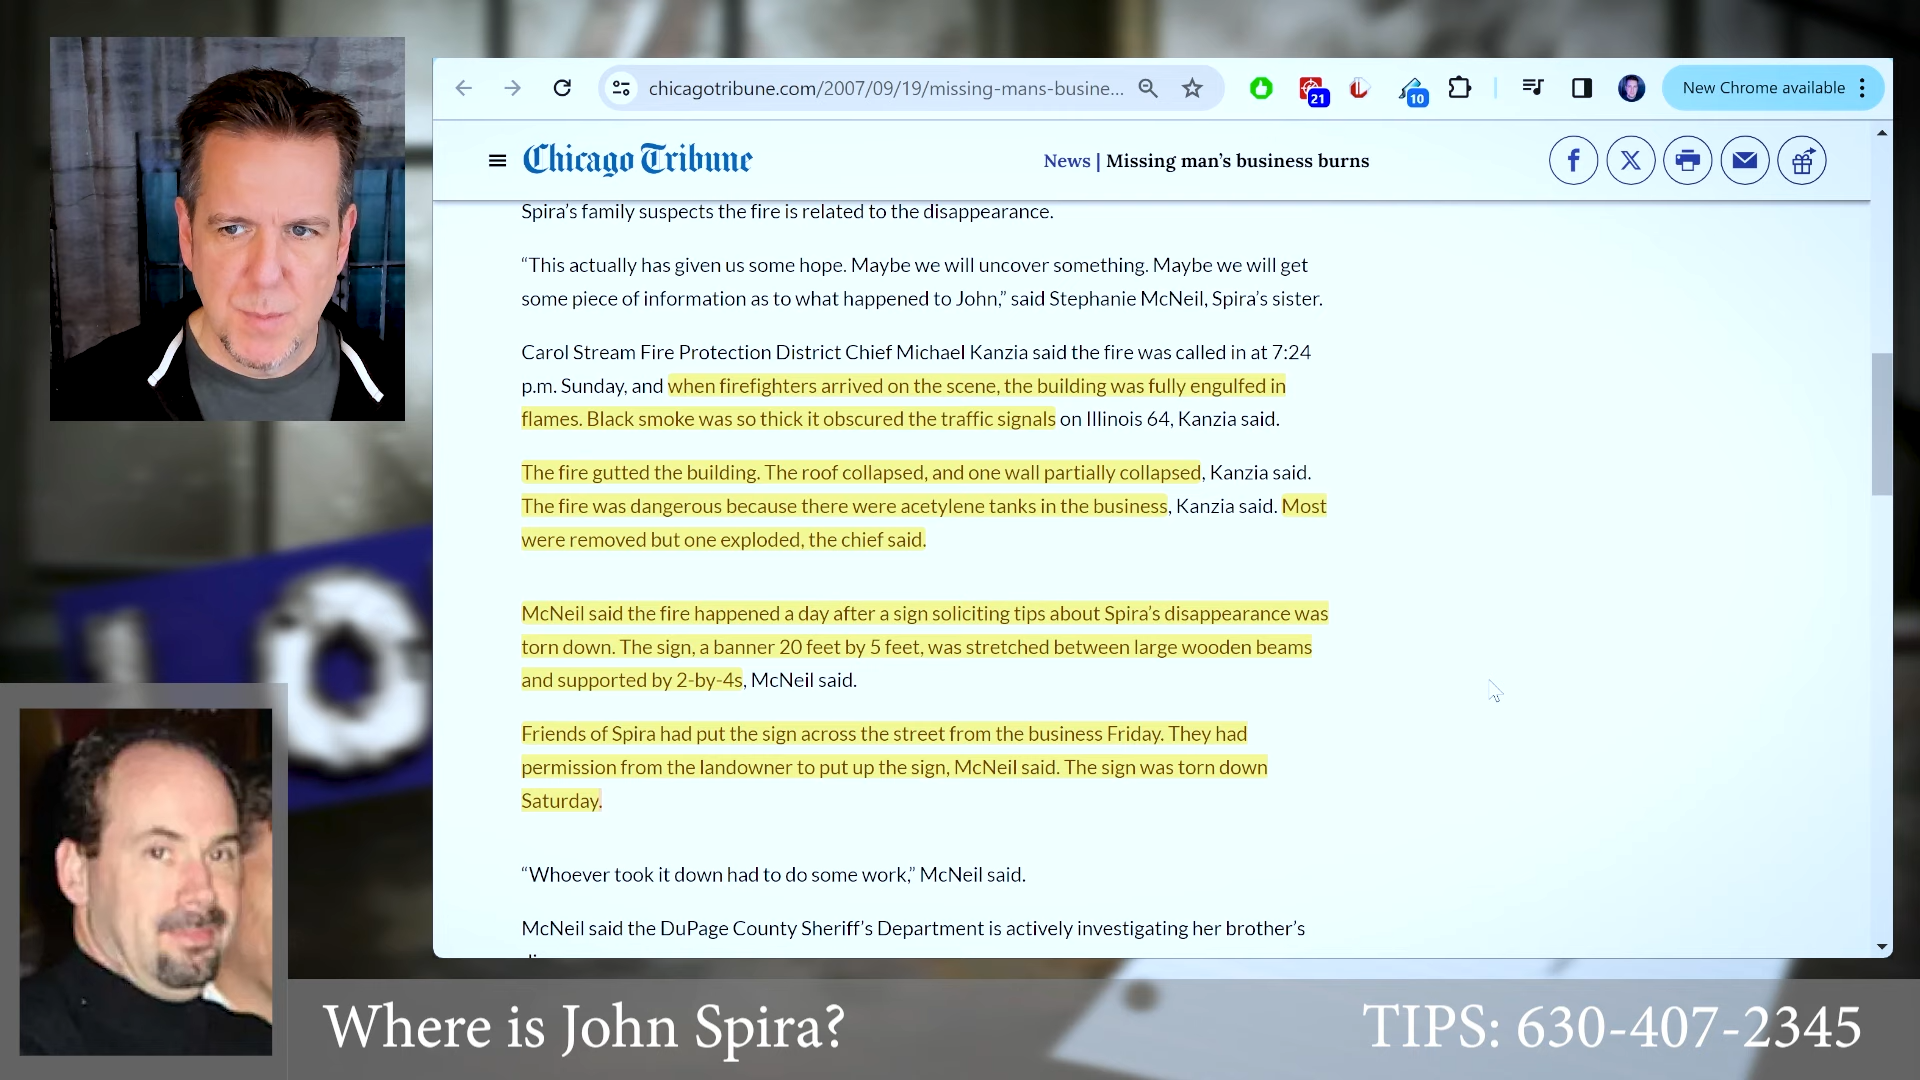 chicagotribune.com/2007/09/19/missing-mans-busine...
21
10
New Chrome available
Chicago Tribune
News | Missing man's business burns
Spira's family suspects the fire is related to the disappearance.
“This actually has given us some hope. Maybe we will uncover something. Maybe we will get
some piece of information as to what happened to John,” said Stephanie McNeil, Spira's sister.
Carol Stream Fire Protection District Chief Michael Kanzia said the fire was called in at 7:24
p.m. Sunday, and when firefighters arrived on the scene, the building was fully engulfed in
flames. Black smoke was so thick it obscured the traffic signals on Illinois 64, Kanzia said.
The fire gutted the building. The roof collapsed, and one wall partially collapsed, Kanzia said.
The fire was dangerous because there were acetylene tanks in the business, Kanzia said. Most
were removed but one exploded, the chief said.
McNeil said the fire happened a day after a sign soliciting tips about Spira's disappearance was
torn down. The sign, a banner 20 feet by 5 feet, was stretched between large wooden beams
and supported by 2-by-4s, McNeil said.
Friends of Spira had put the sign across the street from the business Friday. They had
permission from the landowner to put up the sign, McNeil said. The sign was torn down
Saturday.
“Whoever took it down had to do some work,” McNeil said.
McNeil said the DuPage County Sheriff's Department is actively investigating her brother's
Where is John Spira?
TIPS: 630-407-2345